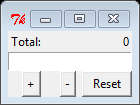 Total: 0
+ - Reset